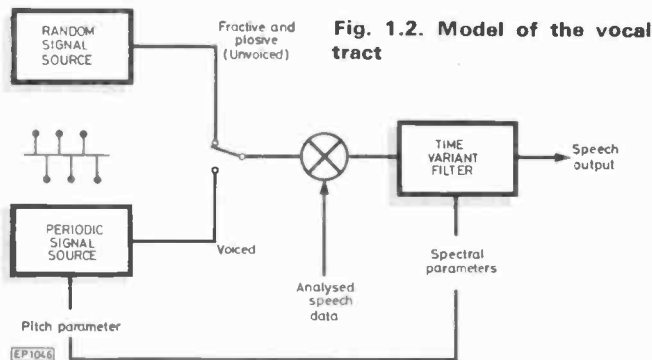 Fig. 1.2. Model of the vocal
tract
RANDOM
SIGNAL
SOURCE
Fractive and
plosive
(Unvoiced)
TIME
VARIANT
FILTER
Speech
output
PERIODIC
SIGNAL
SOURCE
Voiced
Spectral
parameters
Analysed
speech
data
Pitch parameter
EP1046